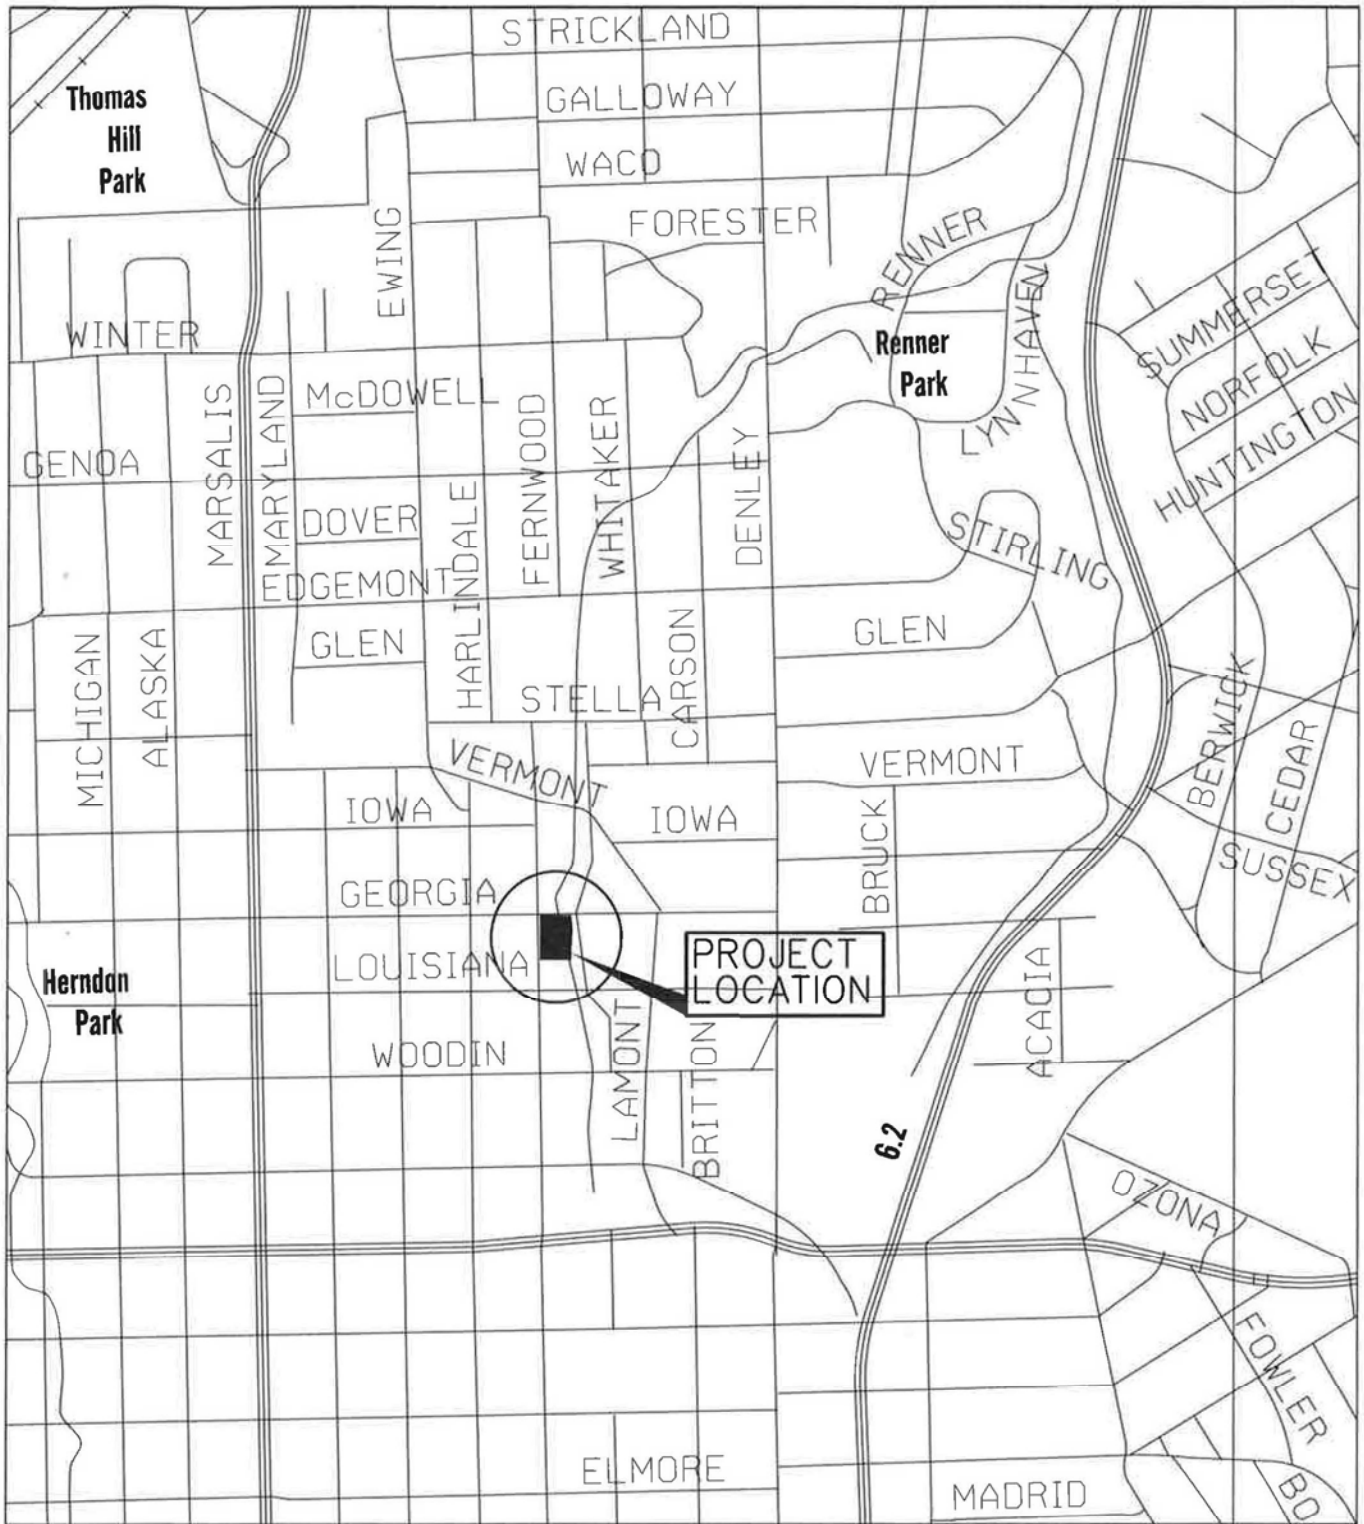 STRICKLAND
GALLOWAY
WACO
Thomas
Hill
Park
FORESTER
EWING
RENNER
LYNNHAVEN
SUMMERSET
NORFOLK
HUNTINGTON
WINTER
Renner
Park
McDOWELL
MARSALIS
MARYLAND
FERNWOOD
WHITAKER
DENLEY
GENOA
DOVER
HARLINDALE
STIRLING
EDGEMONT
GLEN
GLEN
MICHIGAN
ALASKA
CARSON
STELLA
BERWICK
CEDAR
VERMONT
VERMONT
IOWA
IOWA
BRUCK
SUSSEX
GEORGIA
LOUISIANA
PROJECT
LOCATION
Herndon
Park
ACACIA
WOODIN
LAMONT
BRITTON
6.2
OZONA
FOWLER
ELMORE
MADRID
BO